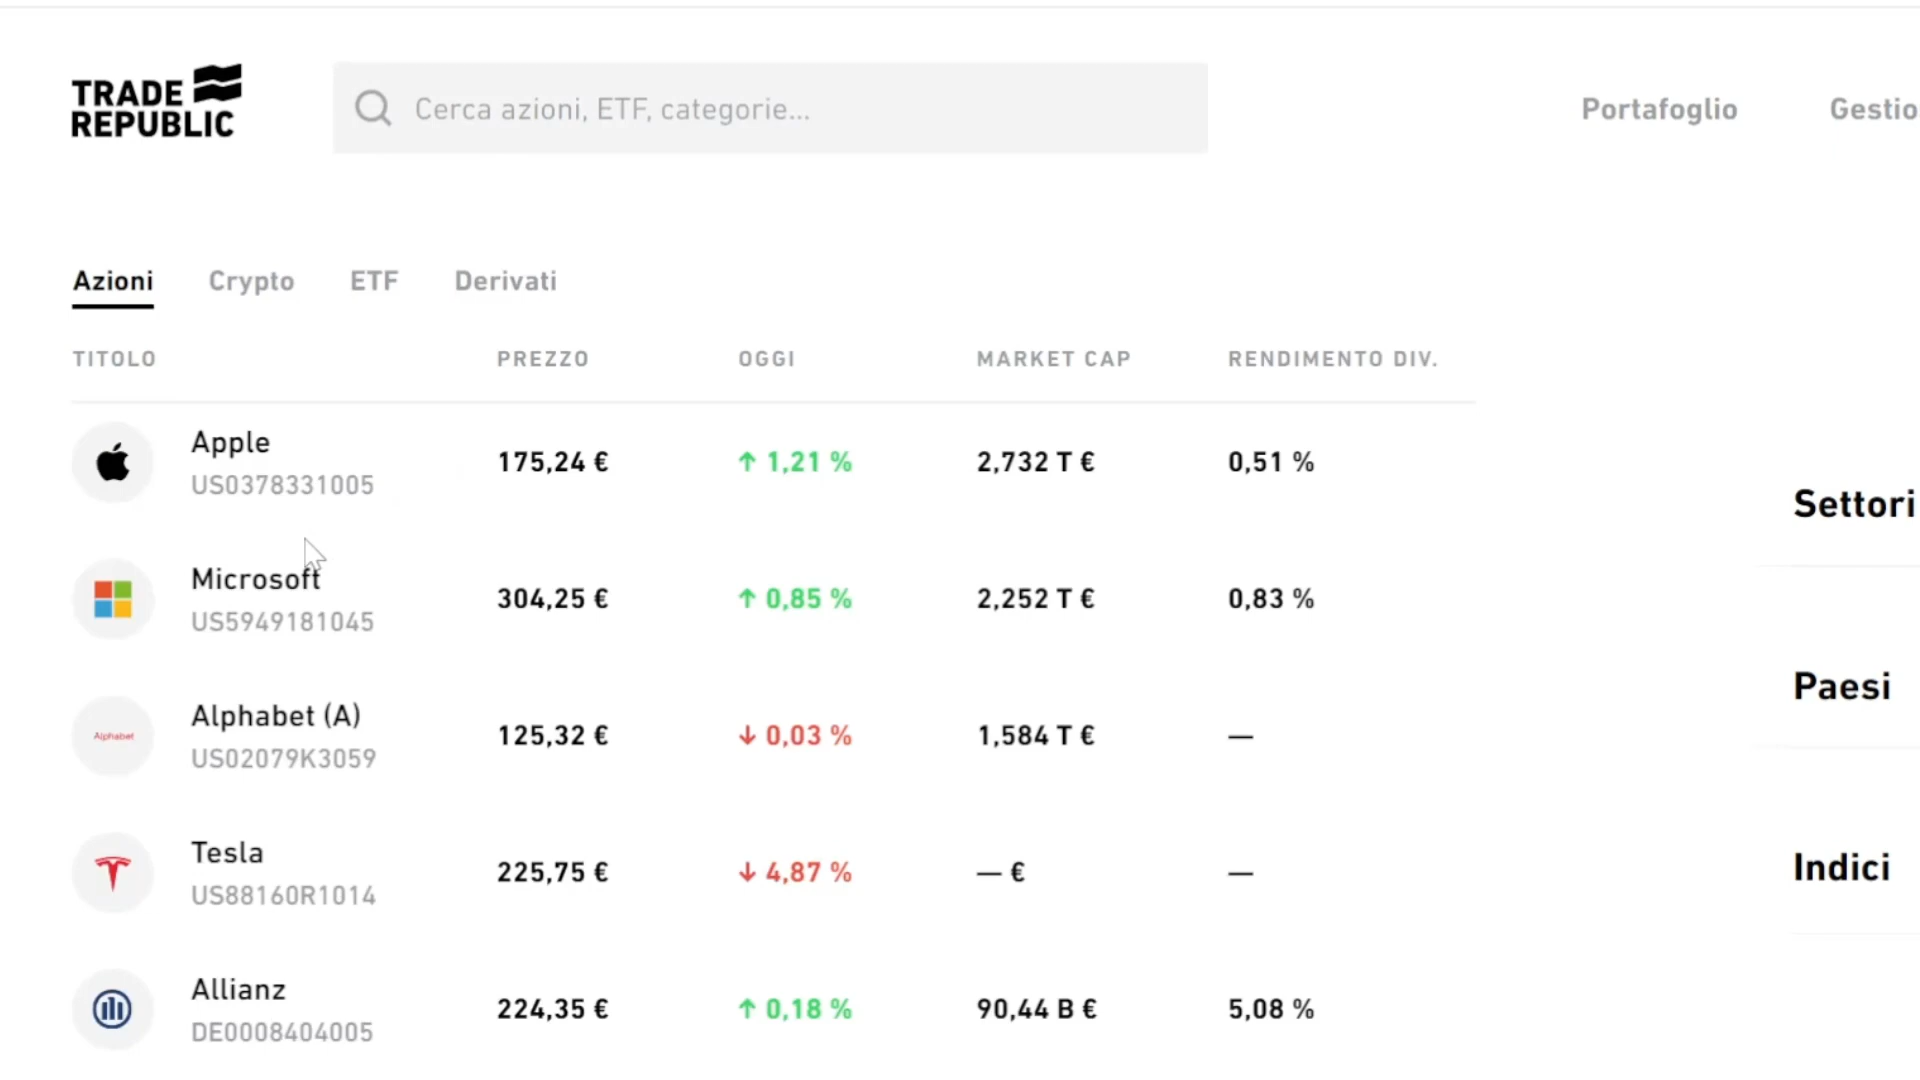 TRADE
REPUBLIC
Cerca azioni, ETF, categorie...
Portafoglio
Gestio
Azioni Crypto ETF Derivati
TITOLO PREZZO OGGI MARKET CAP RENDIMENTO DIV.
Apple
US0378331005
175,24 € ↑ 1,21 % 2,732 T € 0,51 %
Microsoft
US5949181045
304,25 € ↑ 0,85 % 2,252 T € 0,83 %
Alphabet
Alphabet (A)
US02079K3059
125,32 € ↓ 0,03 % 1,584 T € —
Tesla
US88160R1014
225,75 € ↓ 4,87 % — € —
Allianz
DE0008404005
224,35 € ↑ 0,18 % 90,44 B € 5,08 %
Settori
Paesi
Indici